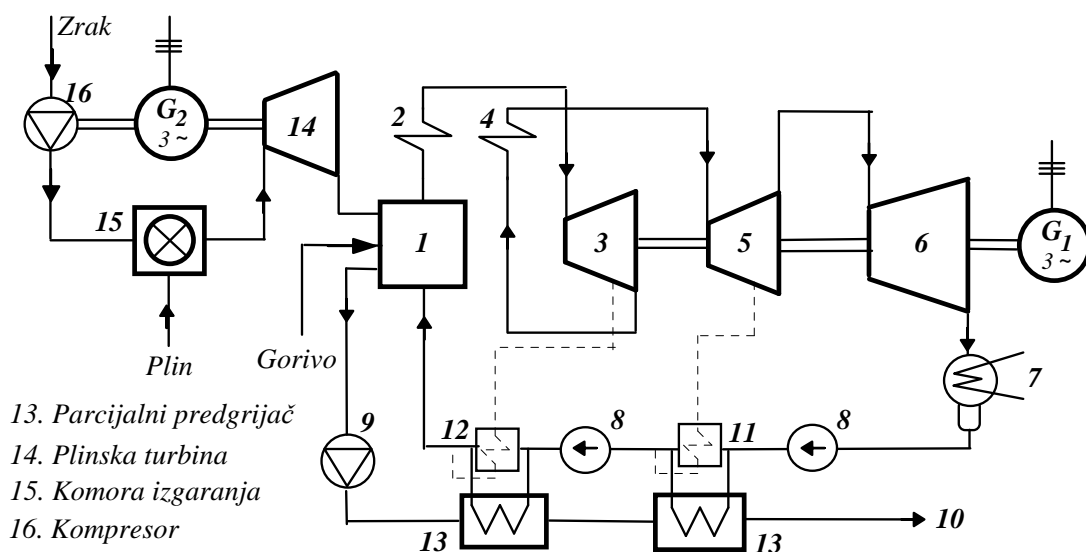 Zrak
16
G2
3 ~
14
2
4
15
1
3
5
6
G1
3 ~
Plin
Gorivo
7
9
12
8
11
8
13
13
10
13. Parcijalni predgrijač
14. Plinska turbina
15. Komora izgaranja
16. Kompresor